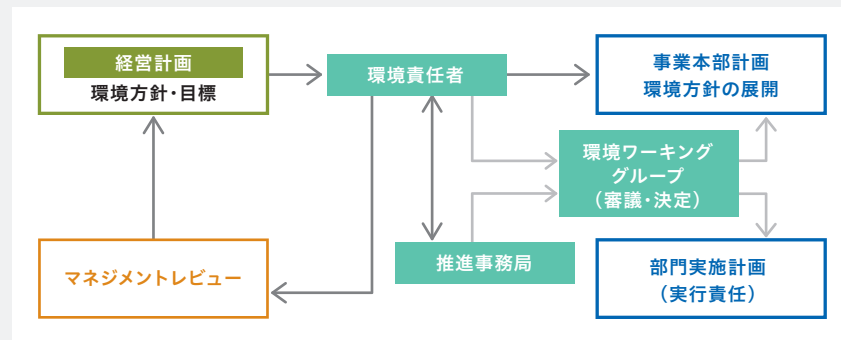 経営計画
環境方針・目標
環境責任者
事業本部計画
環境方針の展開
環境ワーキング
グループ
（審議・決定）
マネジメントレビュー
推進事務局
部門実施計画
（実行責任）